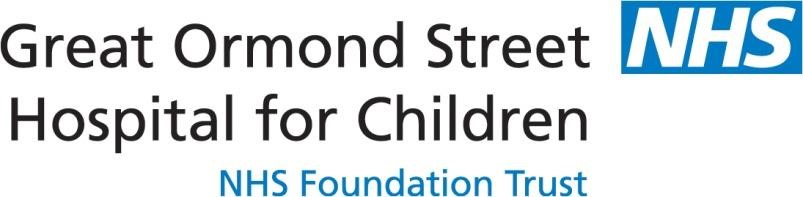 Great Ormond Street NHS
Hospital for Children
NHS Foundation Trust